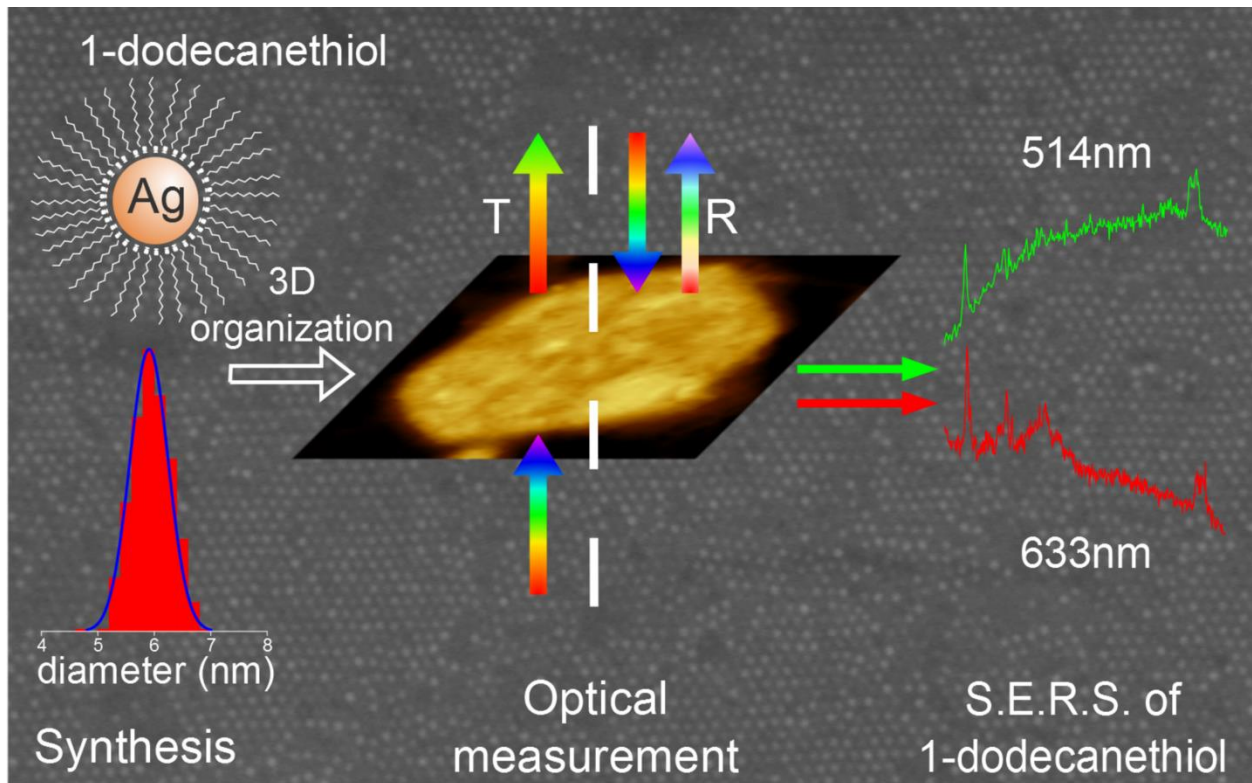 1-dodecanethiol
Ag
3D
organization
4 5 6 7 8
diameter (nm)
Synthesis
T
R
Optical
measurement
514nm
633nm
S.E.R.S. of
1-dodecanethiol